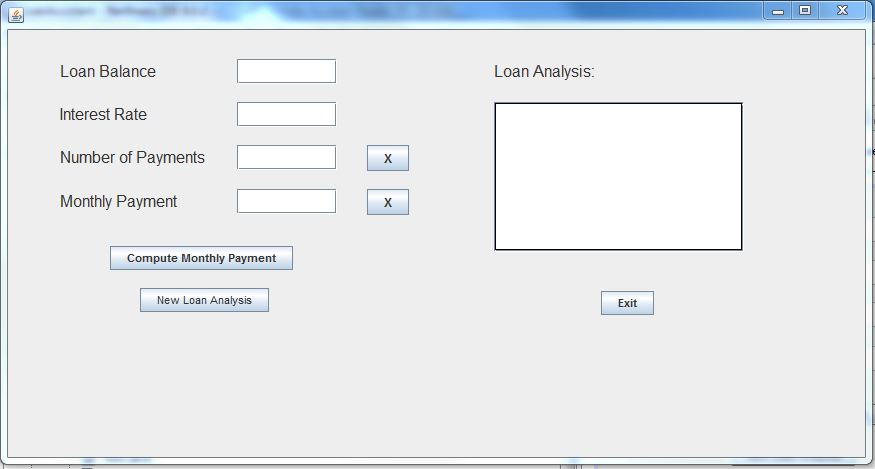 Loan Balance
Loan Analysis:
Interest Rate
Number of Payments
X
Monthly Payment
X
Compute Monthly Payment
New Loan Analysis
Exit